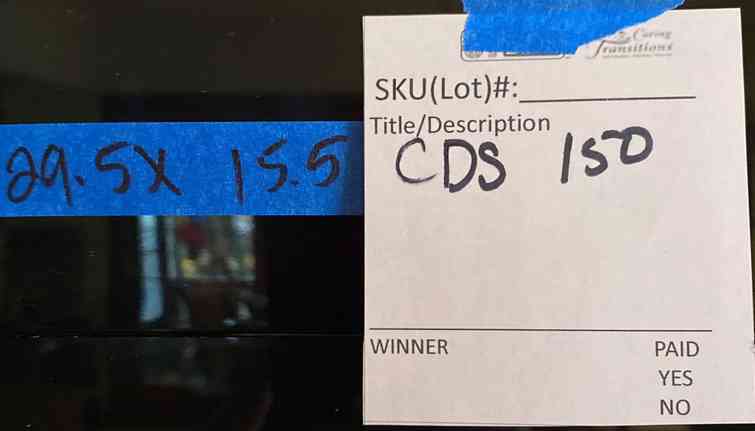 29.5X 15.5
Caring
Transitions
SKU(Lot)#:
Title/Description
CDS 150
WINNER
PAID
YES
NO